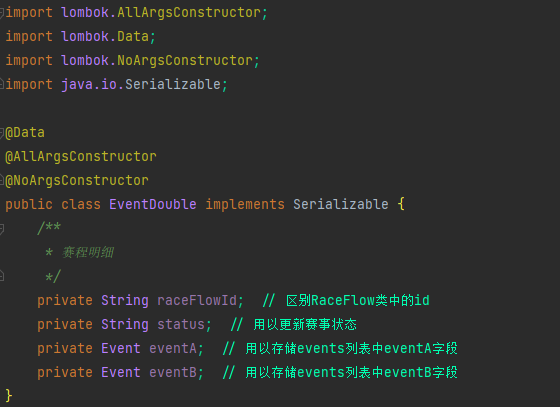 import lombok.AllArgsConstructor;
import lombok.Data;
import lombok.NoArgsConstructor;
import java.io.Serializable;
@Data
@AllArgsConstructor
@NoArgsConstructor
public class EventDouble implements Serializable {
/**
* 赛程明细
*/
private String raceFlowId; // 区别RaceFlow类中的id
private String status; // 用以更新赛事状态
private Event eventA; // 用以存储events列表中eventA字段
private Event eventB; // 用以存储events列表中eventB字段
}